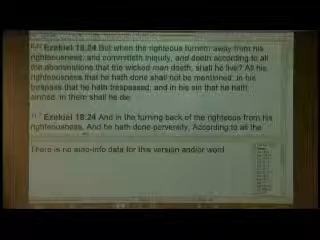 Ezekiel 18:24 But when the righteous turneth away from his
righteousness, and committeth iniquity, and doeth according to all
the abominations that the wicked man doeth, shall he live? All his
righteousness that he hath done shall not be mentioned: in his
trespass that he hath trespassed, and in his sin that he hath
sinned, in them shall he die.
Ezekiel 18:24 And in the turning back of the righteous from his
righteousness, And he hath done perversely, According to all the
There is no auto-info data for this version and/or word